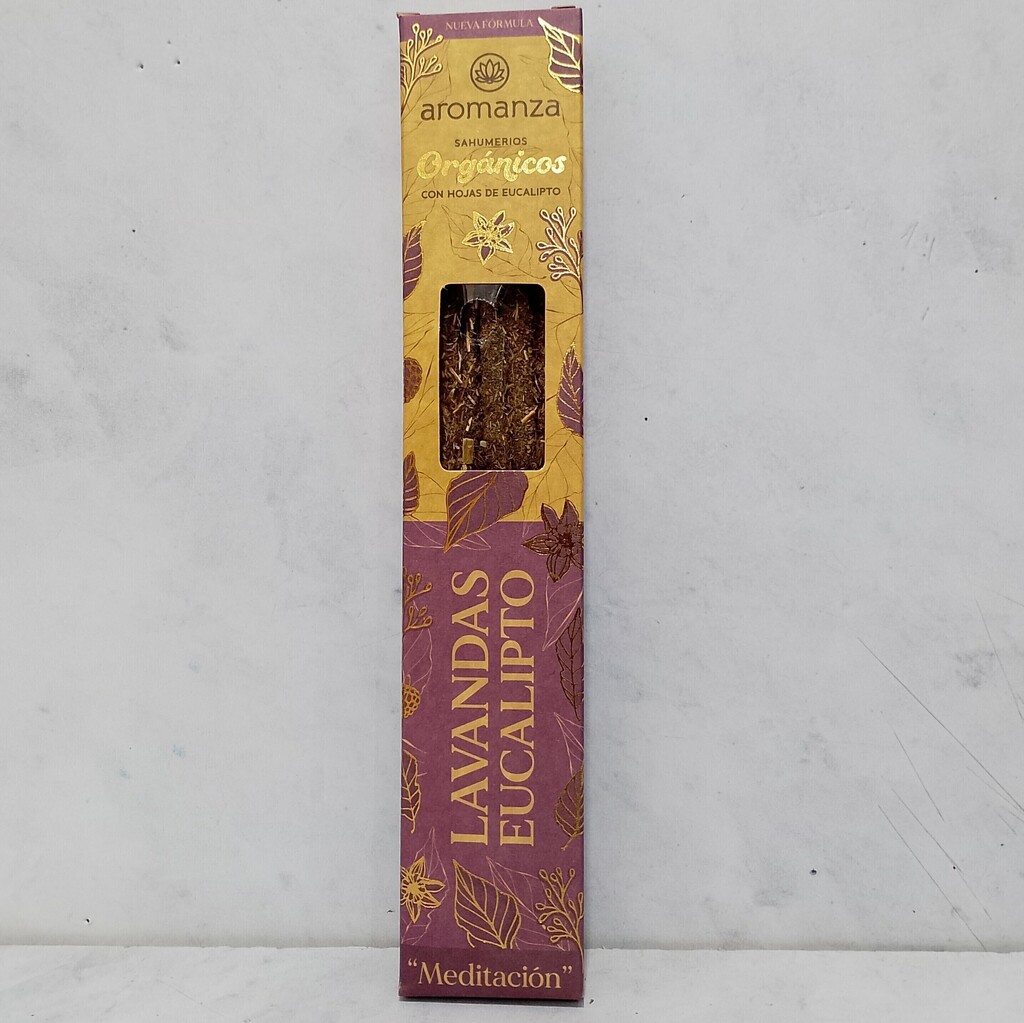 NUEVA FÓRMULA
aromanza
SAHUMERIOS
Orgánicos
CON HOJAS DE EUCALIPTO
LAVANDAS
EUCALIPTO
“Meditación”